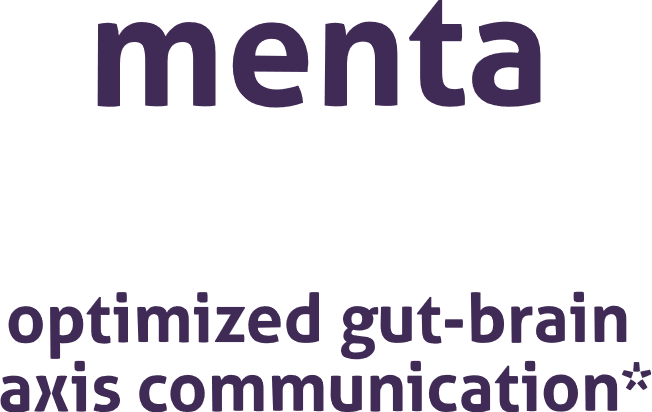 menta
optimized gut-brain
axis communication*